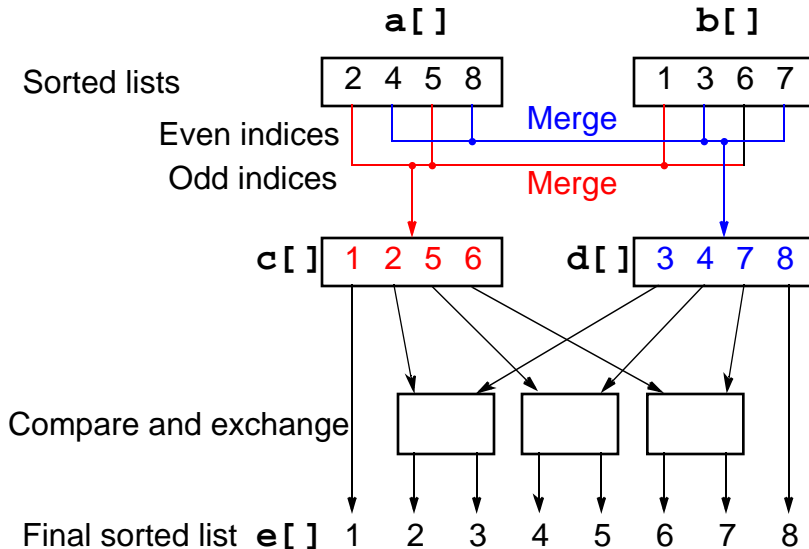 a[] b[]
Sorted lists 2 4 5 8 1 3 6 7
Even indices Merge
Odd indices Merge
c[] 1 2 5 6 d[] 3 4 7 8
Compare and exchange
Final sorted list e[] 1 2 3 4 5 6 7 8